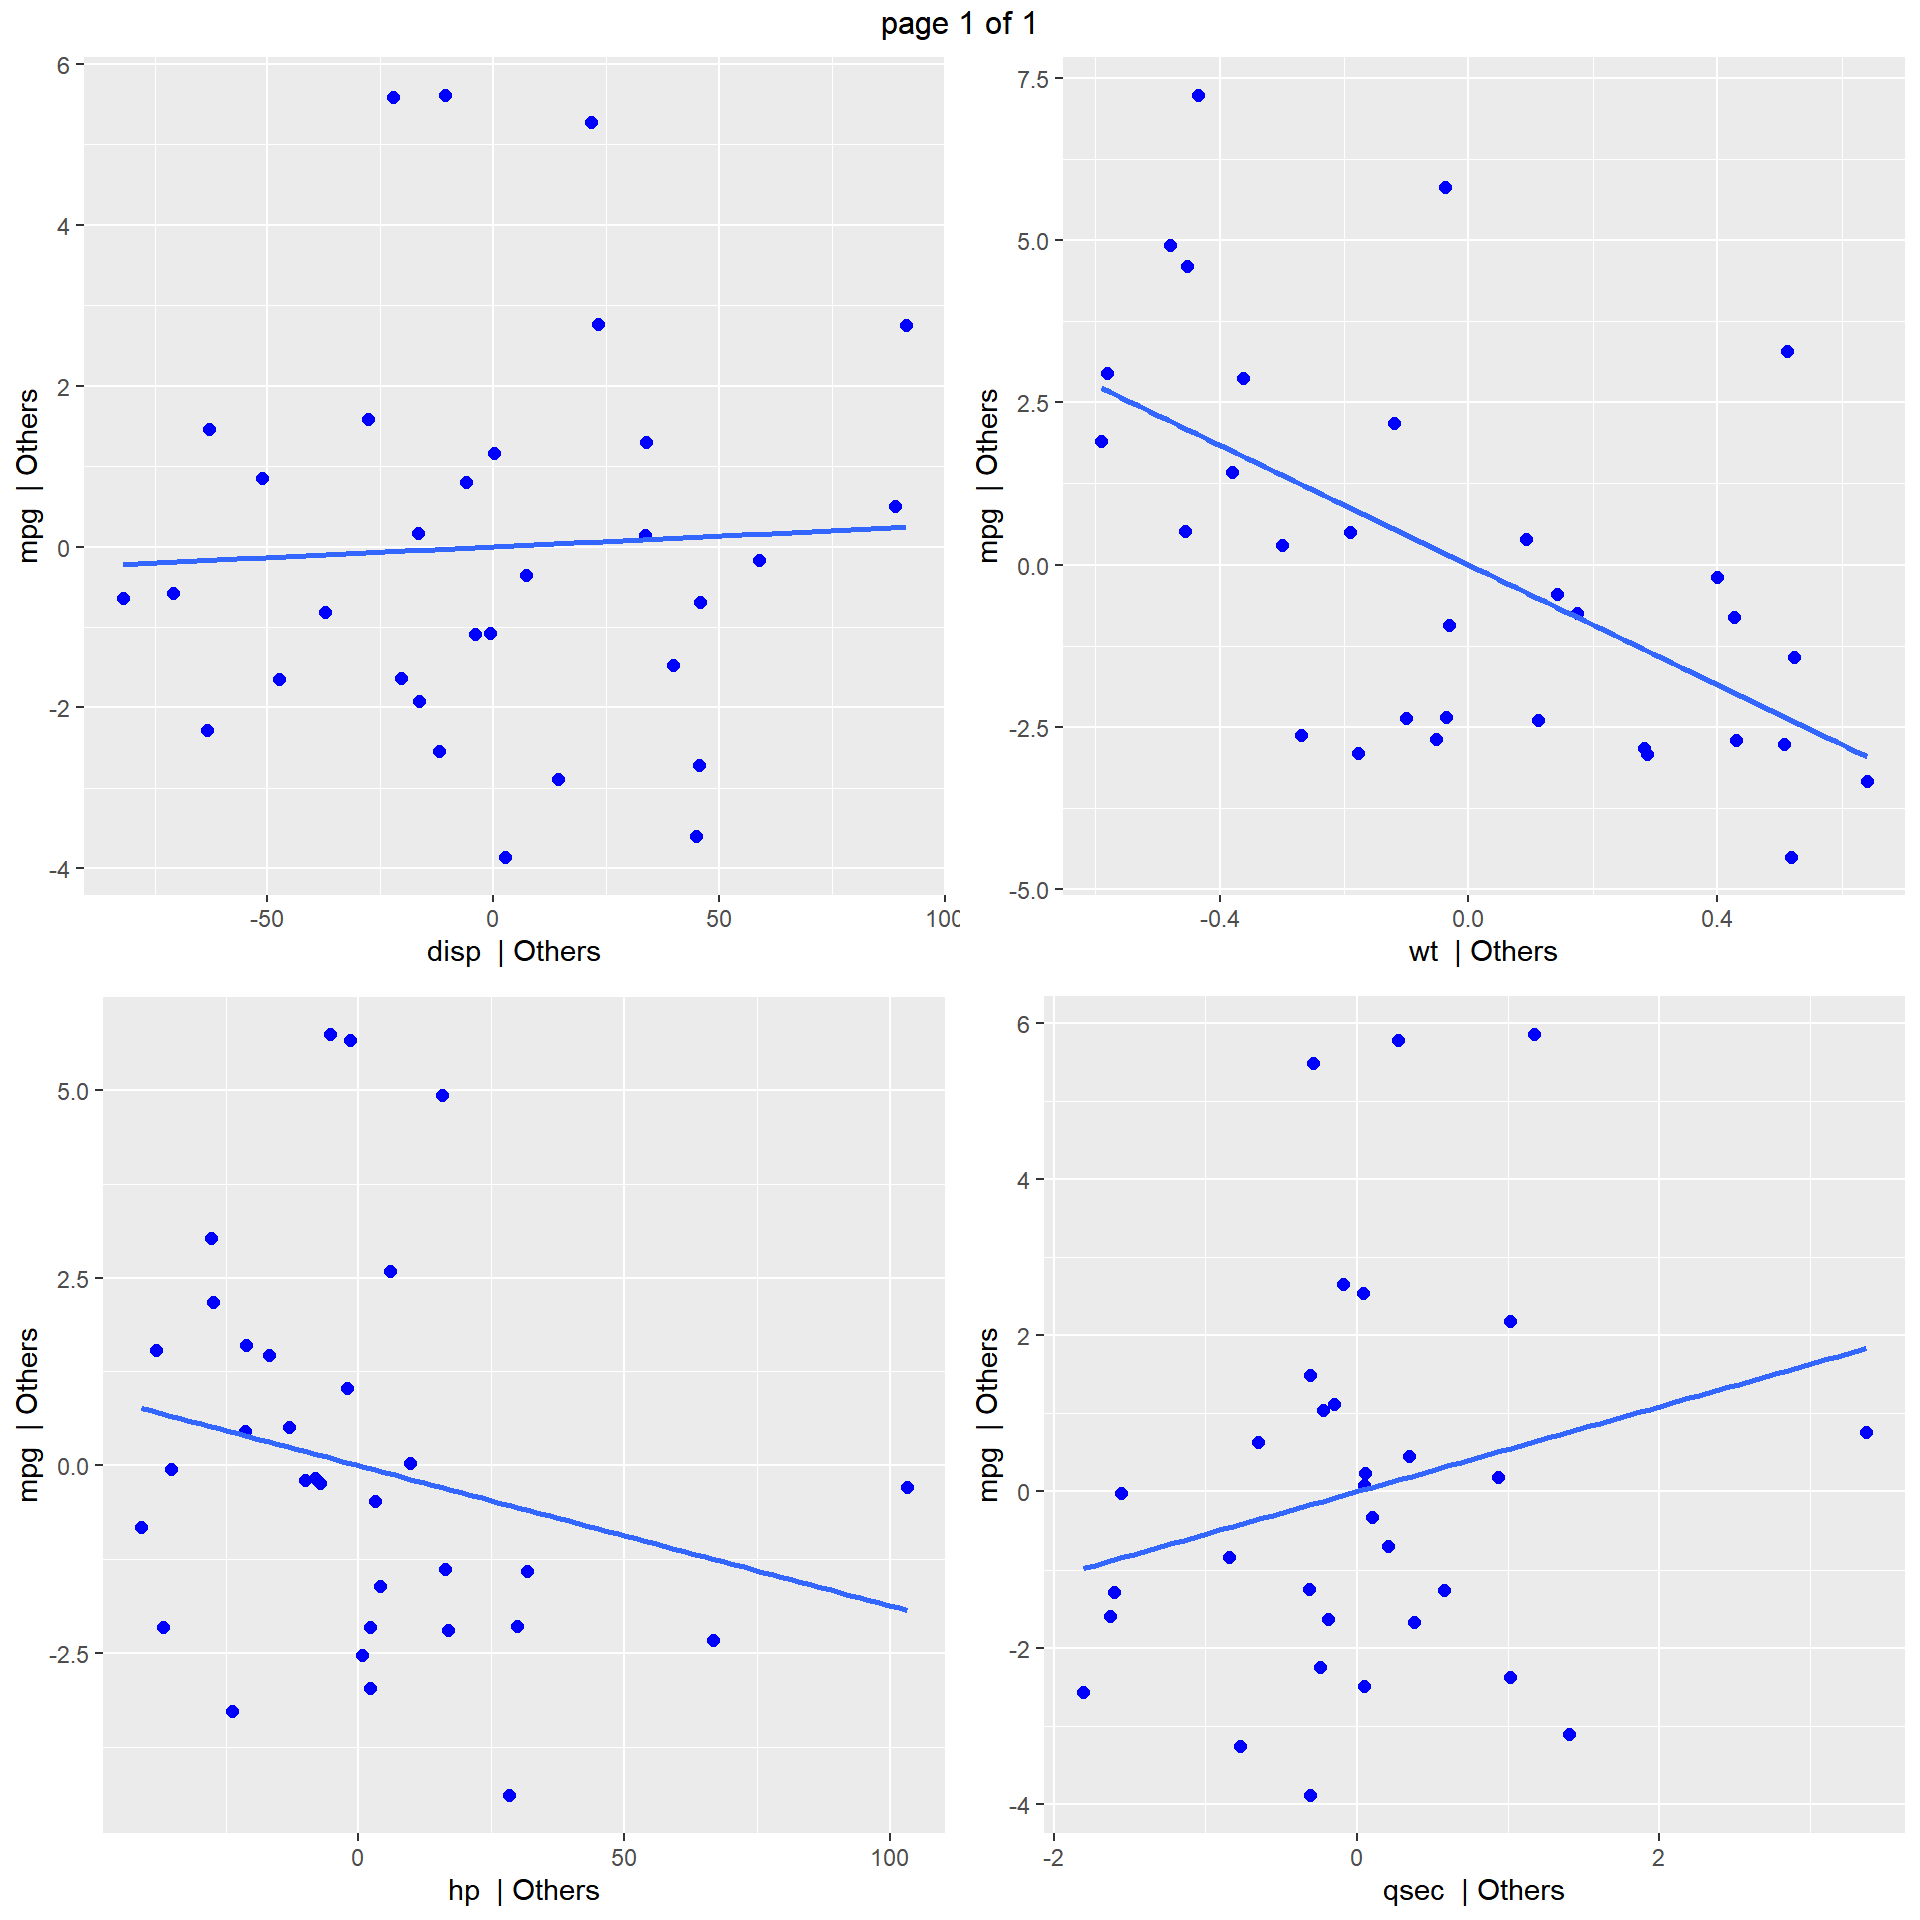 page 1 of 1
6
4
2
0
-2
-4
mpg | Others
-50 0 50 100
disp | Others
7.5
5.0
2.5
0.0
-2.5
-5.0
mpg | Others
-0.4 0.0 0.4
wt | Others
5.0
2.5
0.0
-2.5
mpg | Others
0 50 100
hp | Others
6
4
2
0
-2
-4
mpg | Others
-2 0 2
qsec | Others